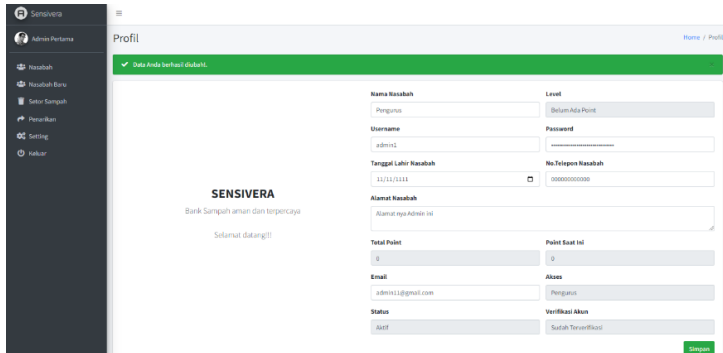 Sensivera
Admin Pertama
Nasabah
Nasabah Baru
Setor Sampah
Penarikan
Setting
Keluar
Profil
Home / Profil
Data Anda berhasil diubah!.
SENSIVERA
Bank Sampah aman dan terpercaya
Selamat datang!!!
Nama Nasabah
Level
Pengurus
Belum Ada Point
Username
Password
admin1
Tanggal Lahir Nasabah
No.Telepon Nasabah
11/11/1111
000000000000
Alamat Nasabah
Alamat nya Admin ini
Total Point
Point Saat Ini
0
0
Email
Akses
admin11@gmail.com
Pengurus
Status
Verifikasi Akun
Aktif
Sudah Terverifikasi
Simpan